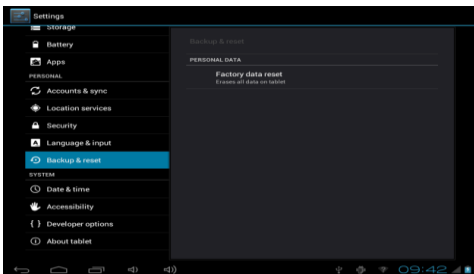 Settings
Storage
Battery
Apps
PERSONAL
Accounts & sync
Location services
Security
A Language & input
Backup & reset
SYSTEM
Date & time
Accessibility
{ } Developer options
About tablet
Backup & reset
PERSONAL DATA
Factory data reset
Erases all data on tablet
09:42